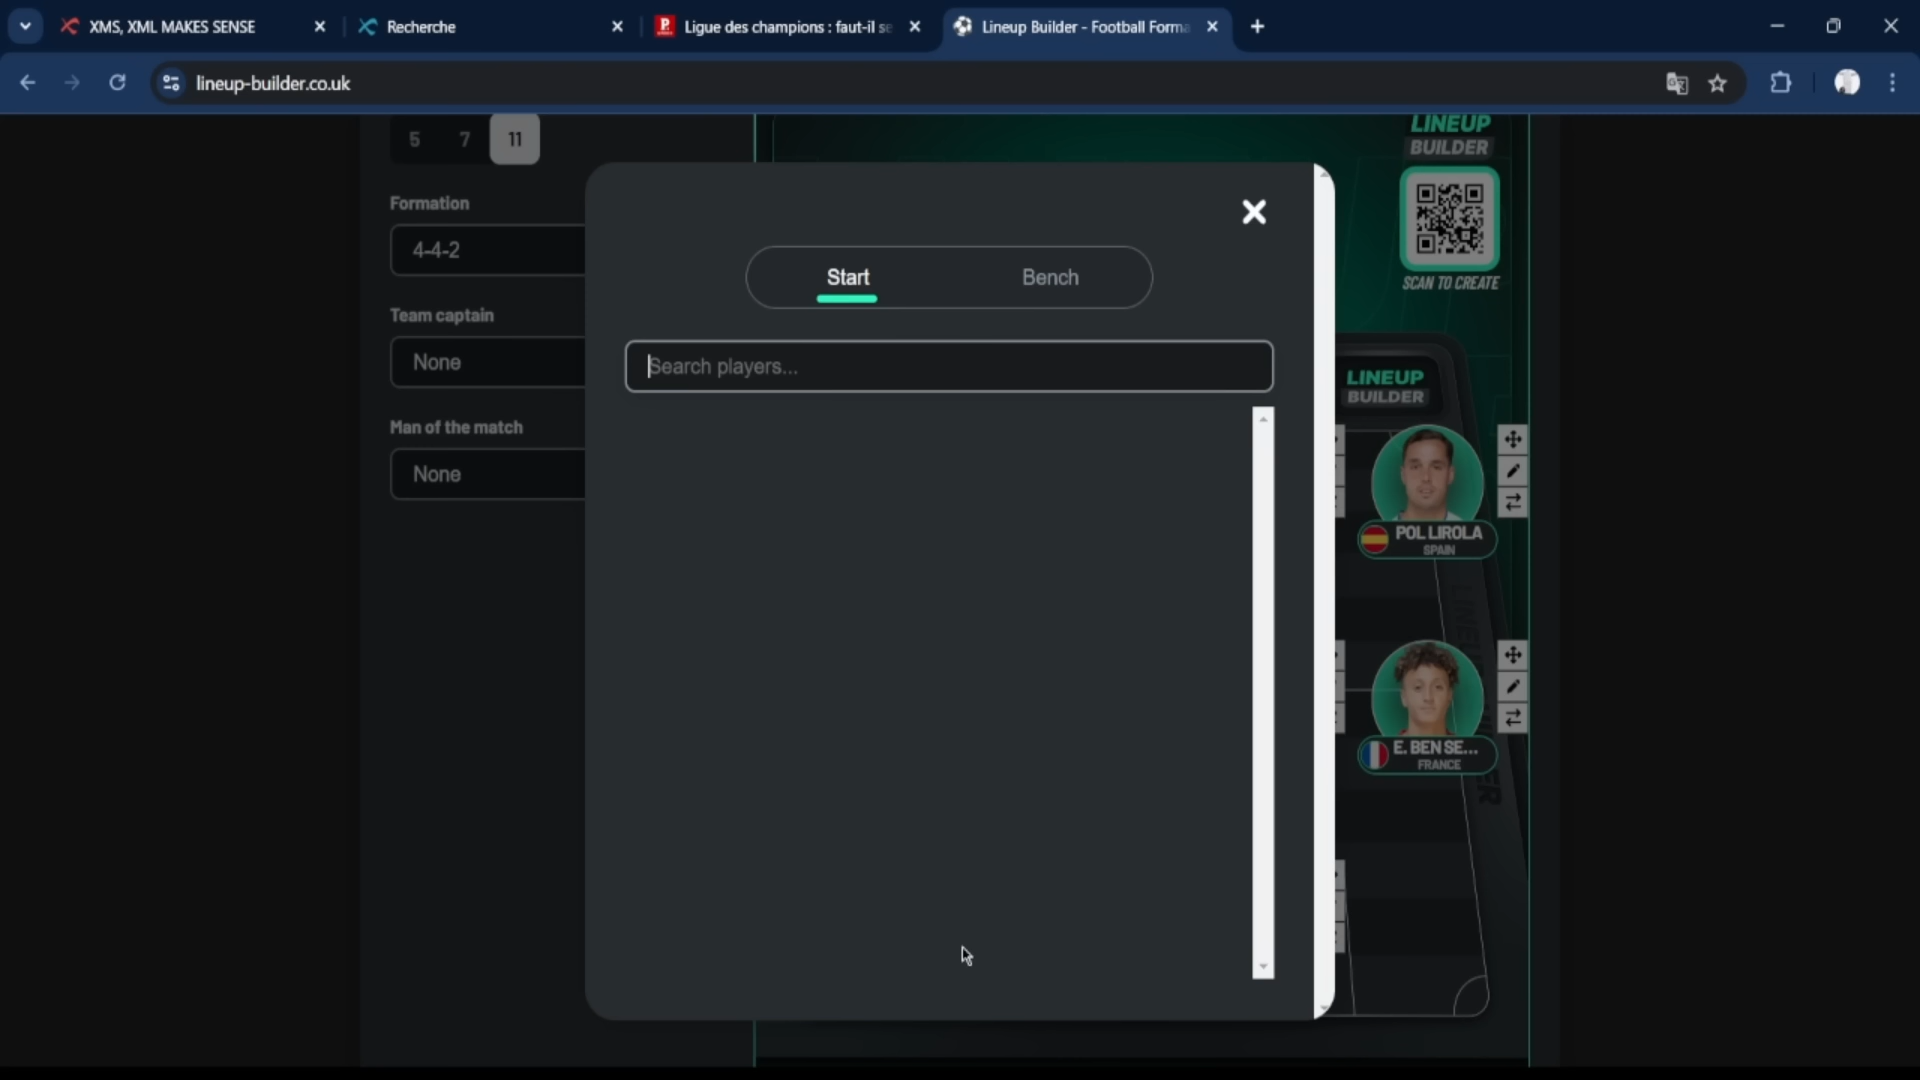 XMS, XML MAKES SENSE
Recherche
Ligue des champions : faut-il se
Lineup Builder - Football Forma
lineup-builder.co.uk
LINEUP
BUILDER
SCAN TO CREATE
5 7 11
Formation
4-4-2
Team captain
None
Man of the match
None
Start
Bench
Search players...
LINEUP
BUILDER
POL LIROLA
SPAIN
E. BEN SE...
FRANCE